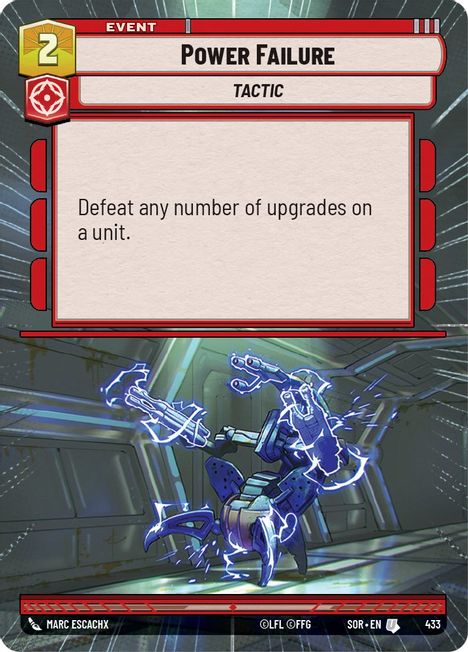 EVENT
2
POWER FAILURE
TACTIC
Defeat any number of upgrades on
a unit.
MARC ESCACHX
©LFL ©FFG
SOR • EN
U
433